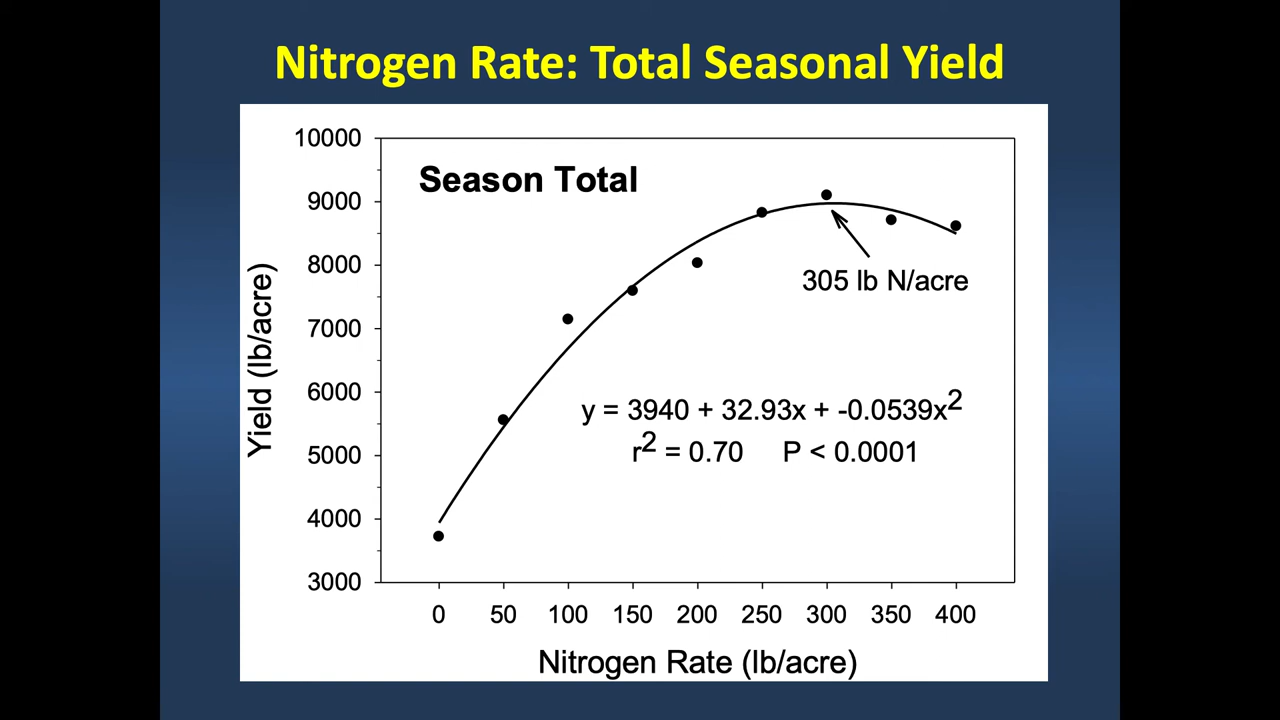 Nitrogen Rate: Total Seasonal Yield
10000
Season Total
9000
8000
305 lb N/acre
7000
6000
y = 3940 + 32.93x + -0.0539x²
r² = 0.70 P < 0.0001
5000
4000
3000
Yield (lb/acre)
0 50 100 150 200 250 300 350 400
Nitrogen Rate (lb/acre)